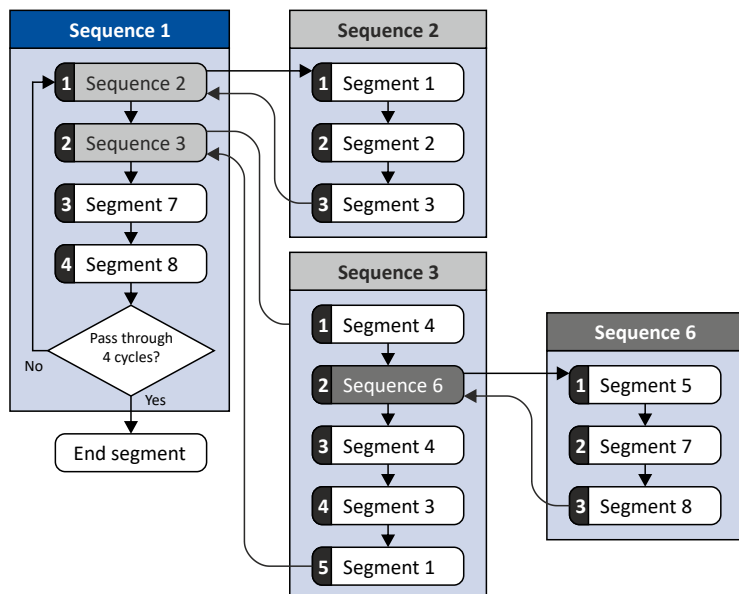 Sequence 1
1 Sequence 2
2 Sequence 3
3 Segment 7
4 Segment 8
Pass through
4 cycles?
No
Yes
End segment
Sequence 2
1 Segment 1
2 Segment 2
3 Segment 3
Sequence 3
1 Segment 4
2 Sequence 6
3 Segment 4
4 Segment 3
5 Segment 1
Sequence 6
1 Segment 5
2 Segment 7
3 Segment 8